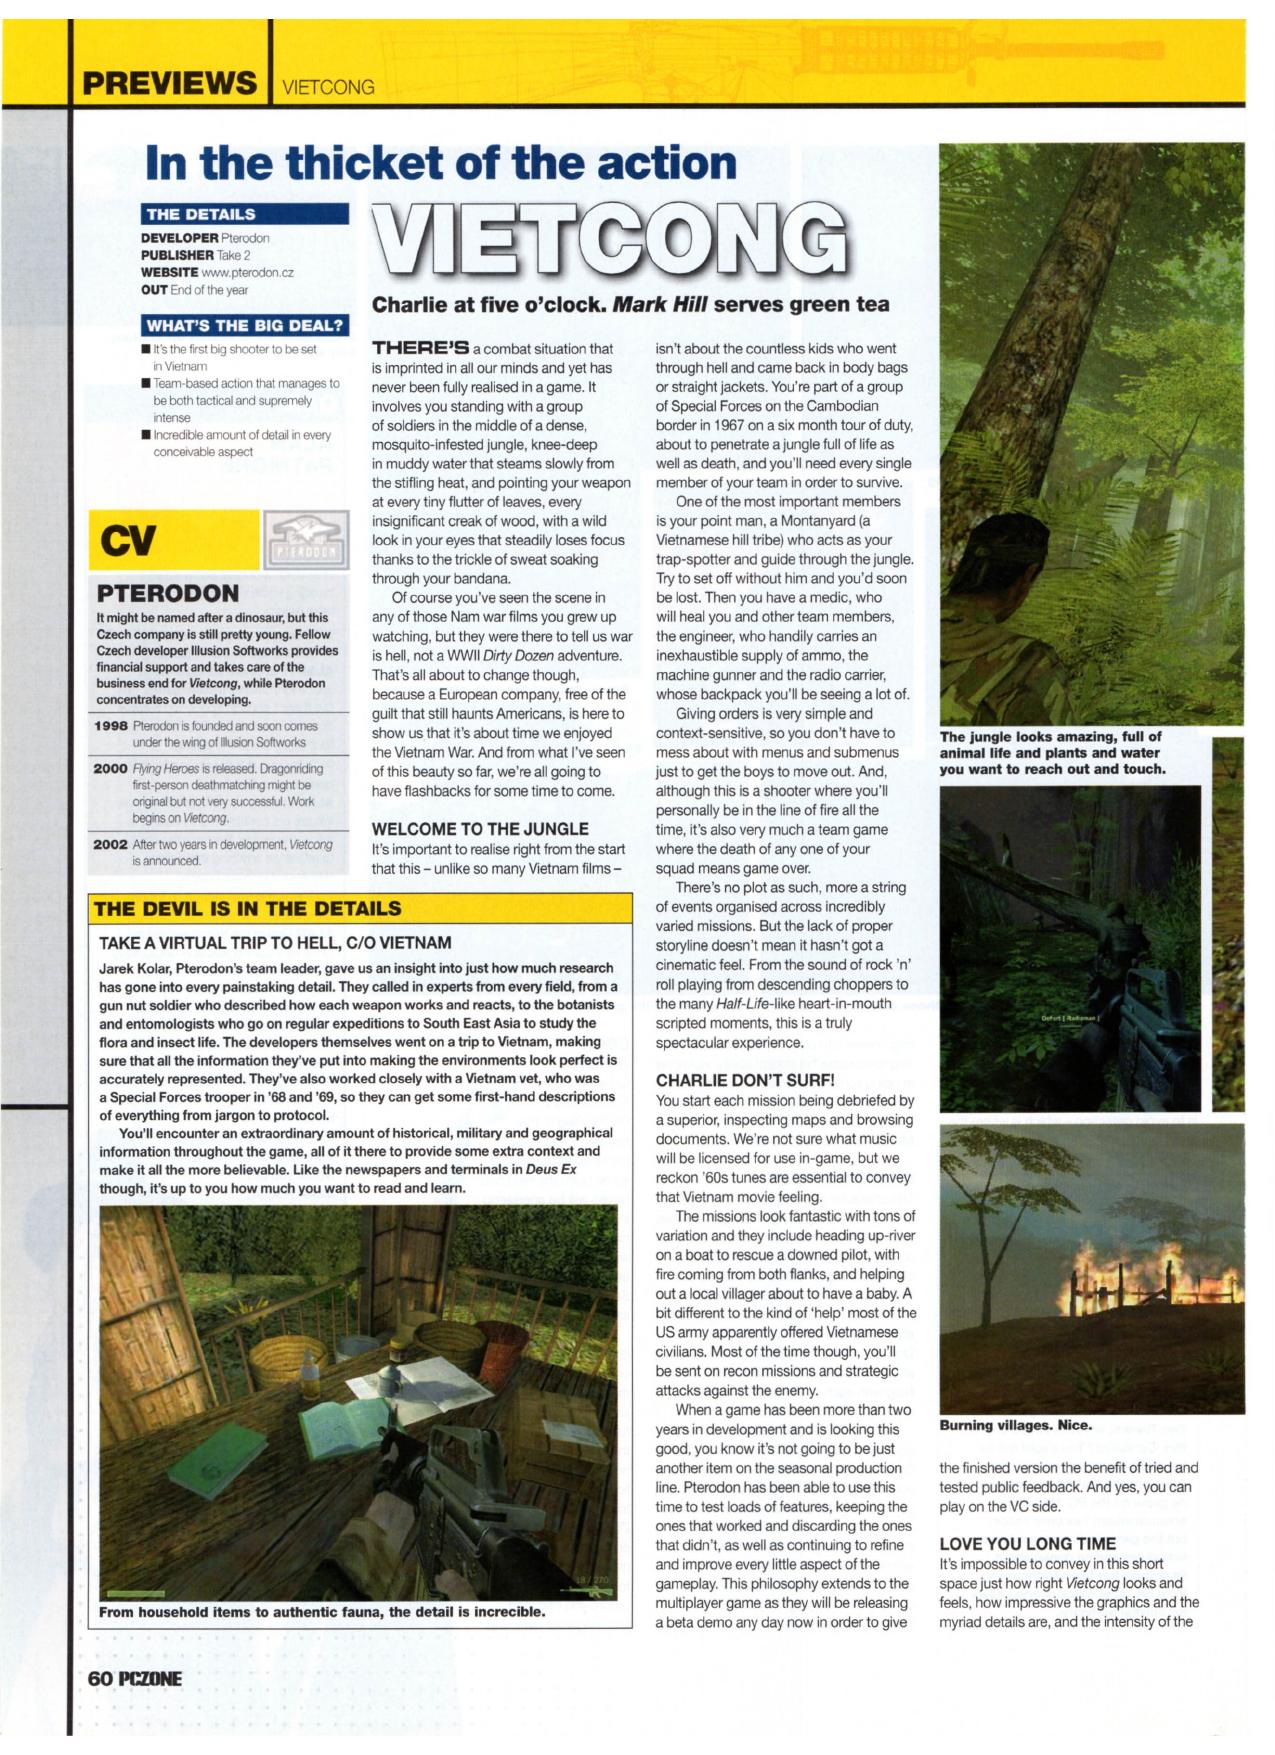 PREVIEWS
VIETCONG
In the thicket of the action
THE DETAILS
DEVELOPER Pterodon
PUBLISHER Take 2
WEBSITE www.pterodon.cz
OUT End of the year
WHAT'S THE BIG DEAL?
■ It's the first big shooter to be set
in Vietnam
■ Team-based action that manages to
be both tactical and supremely
intense
■ Incredible amount of detail in every
conceivable aspect
CV
PTERODON
PTERODON
It might be named after a dinosaur, but this
Czech company is still pretty young. Fellow
Czech developer Illusion Softworks provides
financial support and takes care of the
business end for Vietcong, while Pterodon
concentrates on developing.
1998 Pterodon is founded and soon comes
under the wing of Illusion Softworks
2000 Flying Heroes is released. Dragonriding
first-person deathmatching might be
original but not very successful. Work
begins on Vietcong.
2002 After two years in development, Vietcong
is announced.
VIETCONG
Charlie at five o'clock. Mark Hill serves green tea
THERE'S a combat situation that
is imprinted in all our minds and yet has
never been fully realised in a game. It
involves you standing with a group
of soldiers in the middle of a dense,
mosquito-infested jungle, knee-deep
in muddy water that steams slowly from
the stifling heat, and pointing your weapon
at every tiny flutter of leaves, every
insignificant creak of wood, with a wild
look in your eyes that steadily loses focus
thanks to the trickle of sweat soaking
through your bandana.
Of course you've seen the scene in
any of those Nam war films you grew up
watching, but they were there to tell us war
is hell, not a WWII Dirty Dozen adventure.
That's all about to change though,
because a European company, free of the
guilt that still haunts Americans, is here to
show us that it's about time we enjoyed
the Vietnam War. And from what I've seen
of this beauty so far, we're all going to
have flashbacks for some time to come.
WELCOME TO THE JUNGLE
It's important to realise right from the start
that this – unlike so many Vietnam films –
isn't about the countless kids who went
through hell and came back in body bags
or straight jackets. You're part of a group
of Special Forces on the Cambodian
border in 1967 on a six month tour of duty,
about to penetrate a jungle full of life as
well as death, and you'll need every single
member of your team in order to survive.
One of the most important members
is your point man, a Montanyard (a
Vietnamese hill tribe) who acts as your
trap-spotter and guide through the jungle.
Try to set off without him and you'd soon
be lost. Then you have a medic, who
will heal you and other team members,
the engineer, who handily carries an
inexhaustible supply of ammo, the
machine gunner and the radio carrier,
whose backpack you'll be seeing a lot of.
Giving orders is very simple and
context-sensitive, so you don't have to
mess about with menus and submenus
just to get the boys to move out. And,
although this is a shooter where you'll
personally be in the line of fire all the
time, it's also very much a team game
where the death of any one of your
squad means game over.
There's no plot as such, more a string
of events organised across incredibly
varied missions. But the lack of proper
storyline doesn't mean it hasn't got a
cinematic feel. From the sound of rock 'n'
roll playing from descending choppers to
the many Half-Life-like heart-in-mouth
scripted moments, this is a truly
spectacular experience.
CHARLIE DON'T SURF!
You start each mission being debriefed by
a superior, inspecting maps and browsing
documents. We're not sure what music
will be licensed for use in-game, but we
reckon '60s tunes are essential to convey
that Vietnam movie feeling.
The missions look fantastic with tons of
variation and they include heading up-river
on a boat to rescue a downed pilot, with
fire coming from both flanks, and helping
out a local villager about to have a baby. A
bit different to the kind of 'help' most of the
US army apparently offered Vietnamese
civilians. Most of the time though, you'll
be sent on recon missions and strategic
attacks against the enemy.
When a game has been more than two
years in development and is looking this
good, you know it's not going to be just
another item on the seasonal production
line. Pterodon has been able to use this
time to test loads of features, keeping the
ones that worked and discarding the ones
that didn't, as well as continuing to refine
and improve every little aspect of the
gameplay. This philosophy extends to the
multiplayer game as they will be releasing
a beta demo any day now in order to give
THE DEVIL IS IN THE DETAILS
TAKE A VIRTUAL TRIP TO HELL, C/O VIETNAM
Jarek Kolar, Pterodon's team leader, gave us an insight into just how much research
has gone into every painstaking detail. They called in experts from every field, from a
gun nut soldier who described how each weapon works and reacts, to the botanists
and entomologists who go on regular expeditions to South East Asia to study the
flora and insect life. The developers themselves went on a trip to Vietnam, making
sure that all the information they've put into making the environments look perfect is
accurately represented. They've also worked closely with a Vietnam vet, who was
a Special Forces trooper in '68 and '69, so they can get some first-hand descriptions
of everything from jargon to protocol.
You'll encounter an extraordinary amount of historical, military and geographical
information throughout the game, all of it there to provide some extra context and
make it all the more believable. Like the newspapers and terminals in Deus Ex
though, it's up to you how much you want to read and learn.
18 / 270
From household items to authentic fauna, the detail is increcible.
The jungle looks amazing, full of
animal life and plants and water
you want to reach out and touch.
Defort [ Radioman ]
Burning villages. Nice.
the finished version the benefit of tried and
tested public feedback. And yes, you can
play on the VC side.
LOVE YOU LONG TIME
It's impossible to convey in this short
space just how right Vietcong looks and
feels, how impressive the graphics and the
myriad details are, and the intensity of the
60 PCZONE